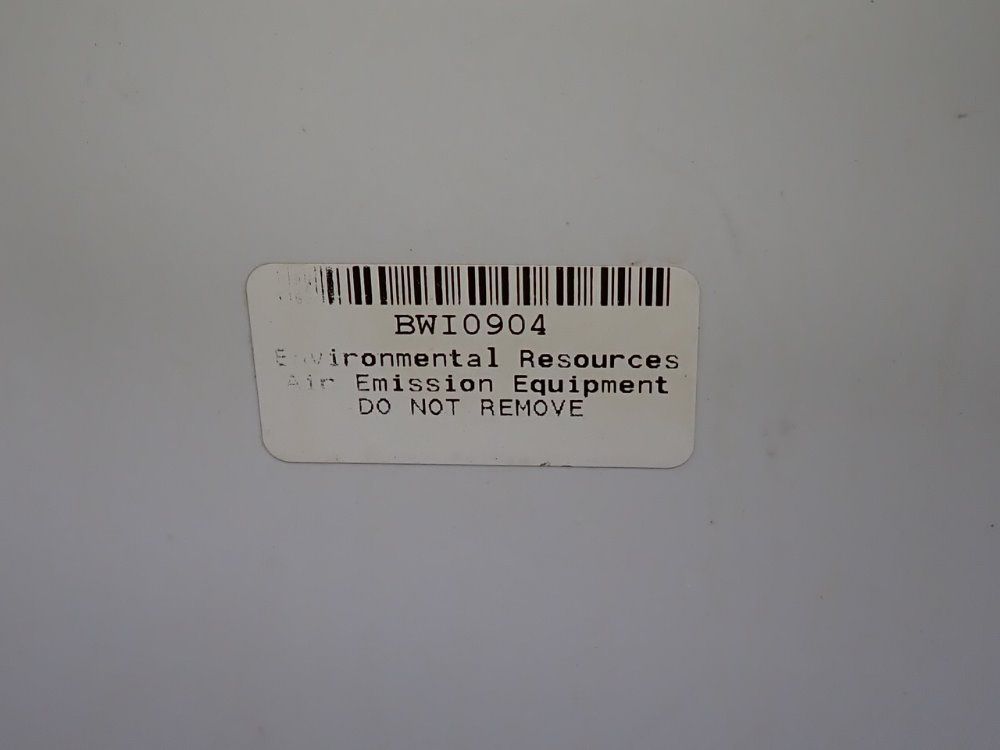 BWI0904
Environmental Resources
Air Emission Equipment
DO NOT REMOVE